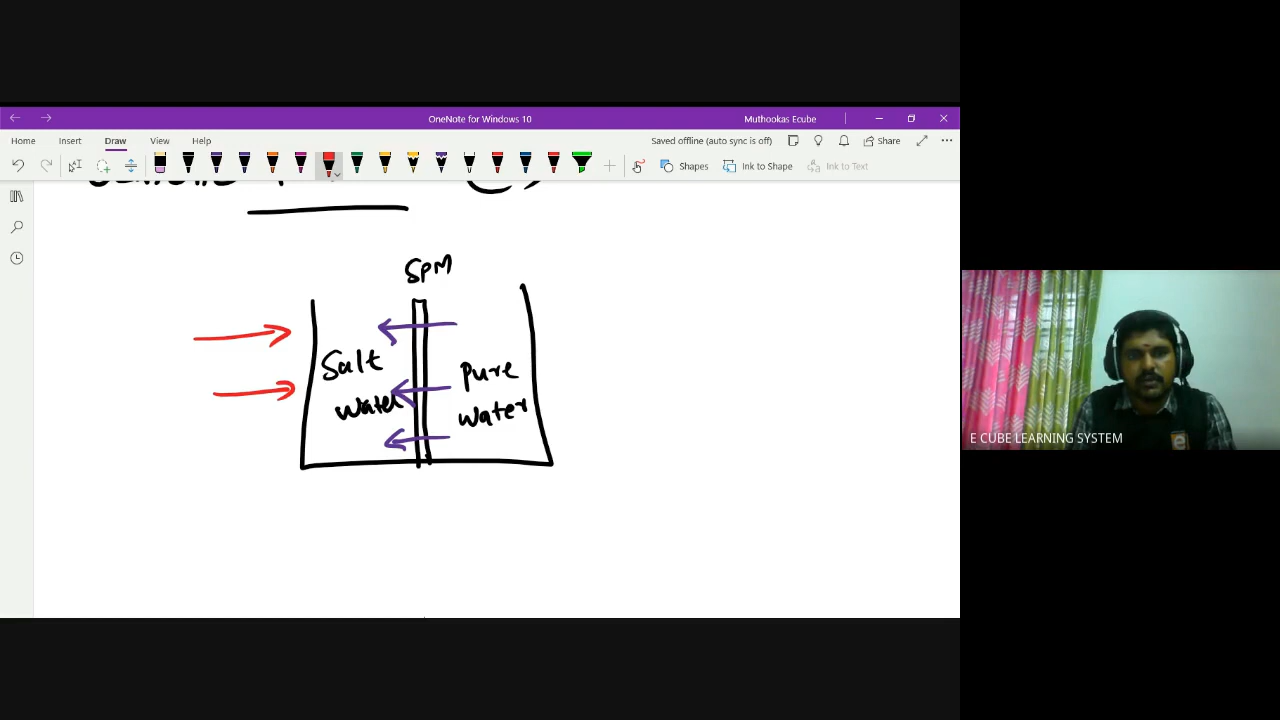 OneNote for Windows 10
Muthookas Ecube
Home Insert Draw View Help
Saved offline (auto sync is off)
Share
Shapes
Ink to Shape
Ink to Text
SPM
Salt
Water
Pure
Water
E CUBE LEARNING SYSTEM